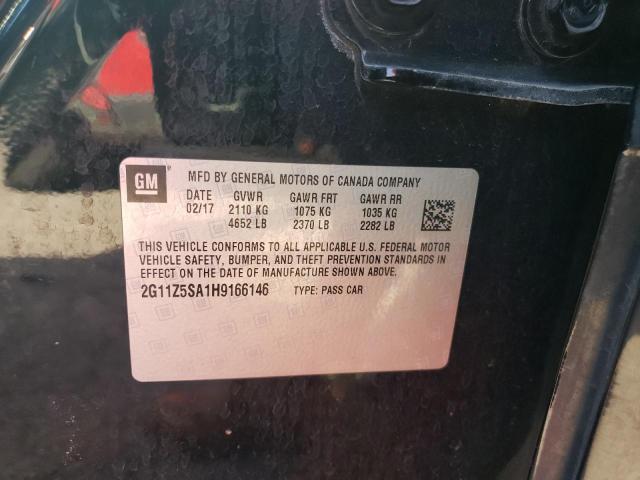 GM
MFD BY GENERAL MOTORS OF CANADA COMPANY
DATE GVWR GAWR FRT GAWR RR
02/17 2110 KG 1075 KG 1035 KG
4652 LB 2370 LB 2282 LB
THIS VEHICLE CONFORMS TO ALL APPLICABLE U.S. FEDERAL MOTOR
VEHICLE SAFETY, BUMPER, AND THEFT PREVENTION STANDARDS IN
EFFECT ON THE DATE OF MANUFACTURE SHOWN ABOVE.
2G11Z5SA1H9166146 TYPE: PASS CAR